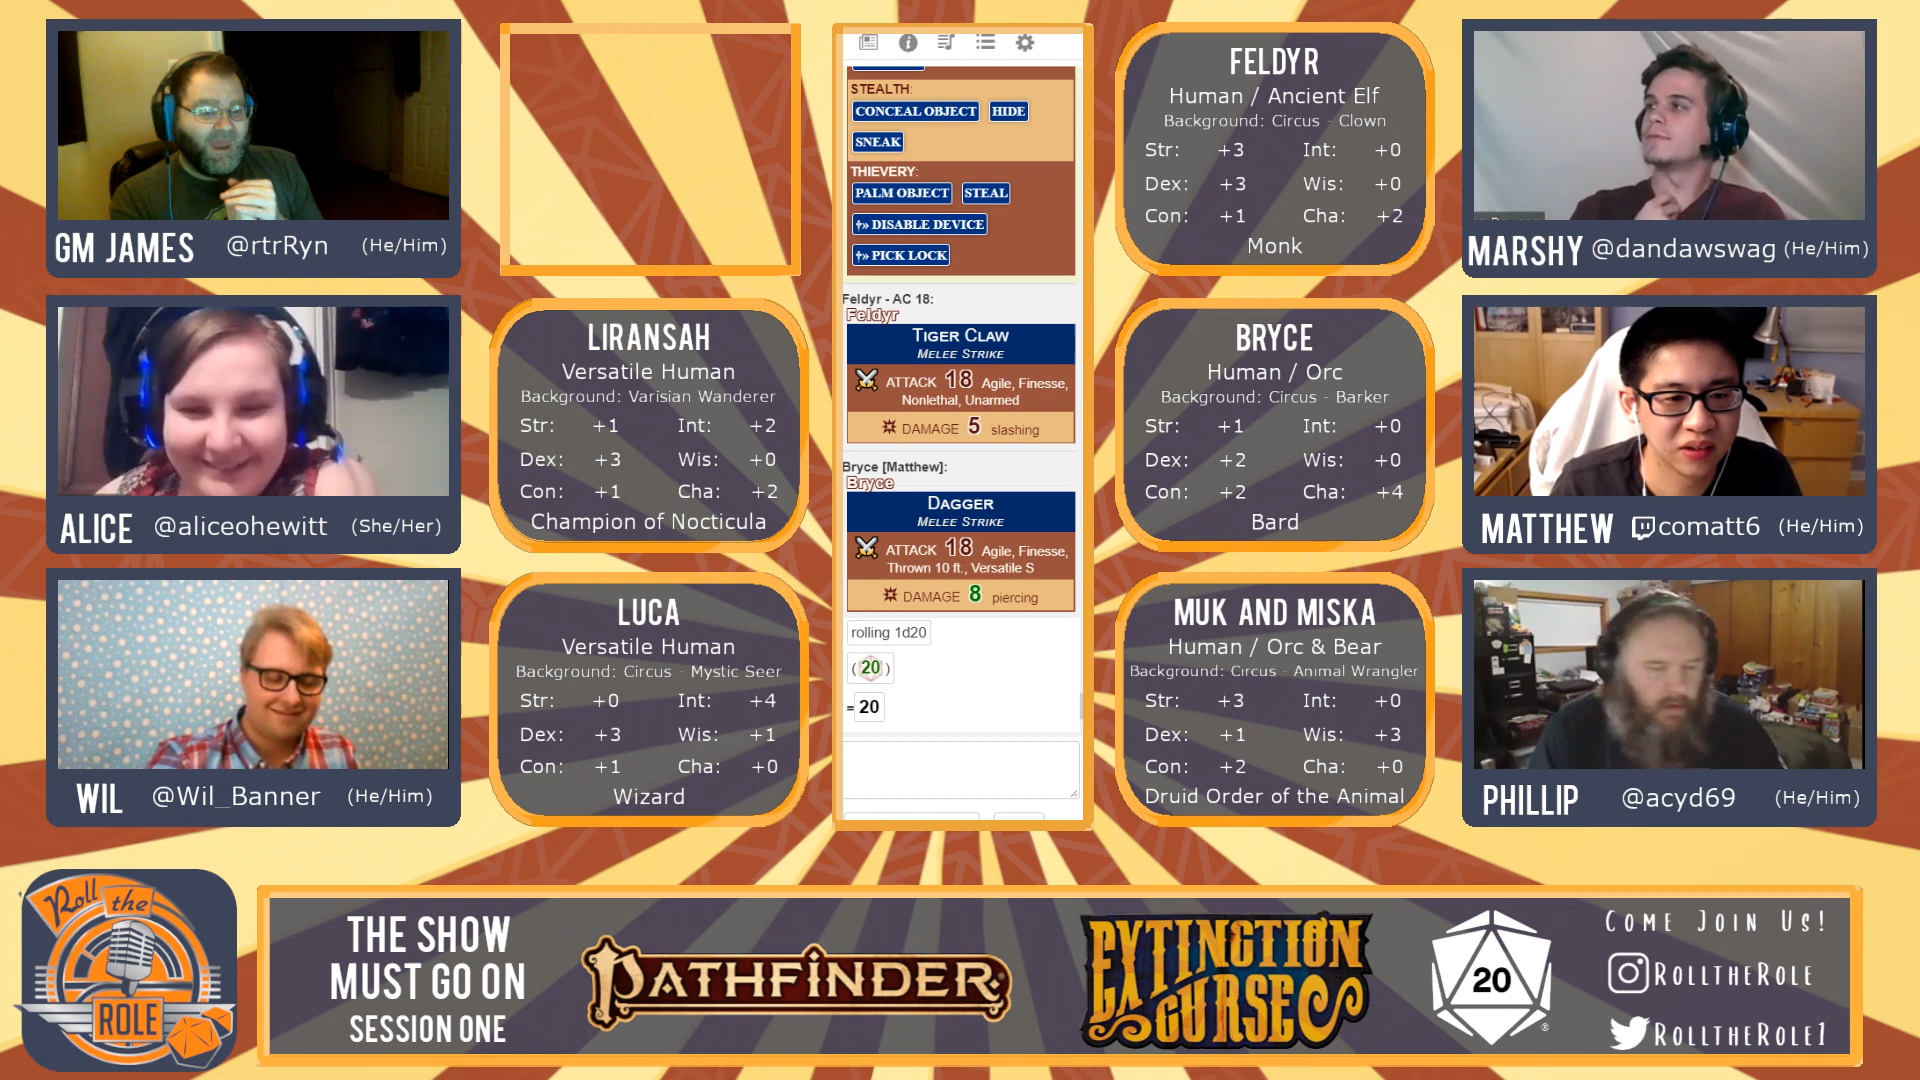 GM JAMES @rtrRyn (He/Him)
ALICE @aliceohewitt (She/Her)
WIL @Wil_Banner (He/Him)
LIRANSAH
Versatile Human
Background: Varisian Wanderer
Str: +1 Int: +2
Dex: +3 Wis: +0
Con: +1 Cha: +2
Champion of Nocticula
LUCA
Versatile Human
Background: Circus - Mystic Seer
Str: +0 Int: +4
Dex: +3 Wis: +1
Con: +1 Cha: +0
Wizard
STEALTH:
CONCEAL OBJECT HIDE
SNEAK
THIEVERY:
PALM OBJECT STEAL
†» DISABLE DEVICE
†» PICK LOCK
Feldyr - AC 18:
Feldyr
TIGER CLAW
MELEE STRIKE
ATTACK 18 Agile, Finesse,
Nonlethal, Unarmed
DAMAGE 5 slashing
Bryce [Matthew]:
Bryce
DAGGER
MELEE STRIKE
ATTACK 18 Agile, Finesse,
Thrown 10 ft., Versatile S
DAMAGE 8 piercing
rolling 1d20
(20)
=20
FELDYR
Human / Ancient Elf
Background: Circus - Clown
Str: +3 Int: +0
Dex: +3 Wis: +0
Con: +1 Cha: +2
Monk
BRYCE
Human / Orc
Background: Circus - Barker
Str: +1 Int: +0
Dex: +2 Wis: +0
Con: +2 Cha: +4
Bard
MUK AND MISKA
Human / Orc & Bear
Background: Circus - Animal Wrangler
Str: +3 Int: +0
Dex: +1 Wis: +3
Con: +2 Cha: +0
Druid Order of the Animal
MARSHY @dandawswag (He/Him)
MATTHEW comatt6 (He/Him)
PHILLIP @acyd69 (He/Him)
Roll the
ROLE
THE SHOW
MUST GO ON
SESSION ONE
PATHFINDER
EXTINCTION
CURSE
20
®
COME JOIN US!
ROLLTHEROLE
ROLLTHEROLE1